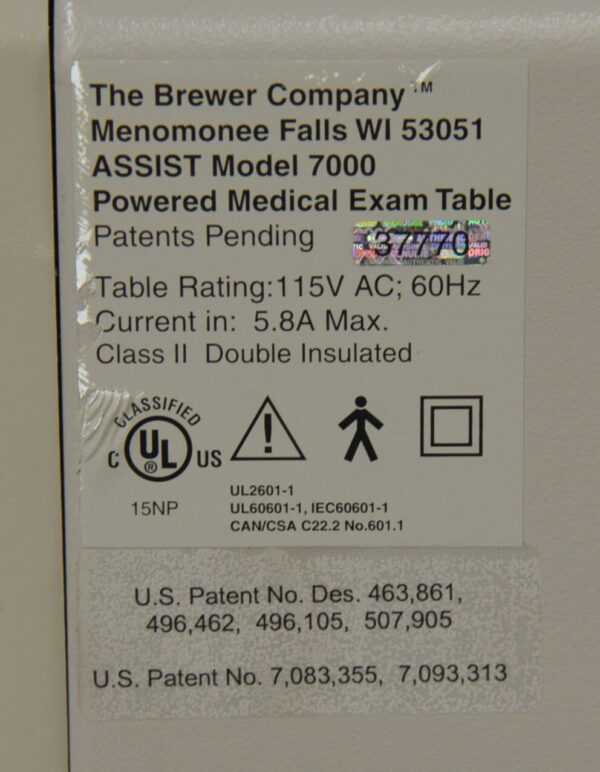 The Brewer Company™
Menomonee Falls WI 53051
ASSIST Model 7000
Powered Medical Exam Table
Patents Pending 37770
Table Rating:115V AC; 60Hz
Current in: 5.8A Max.
Class II Double Insulated
CLASSIFIED
C UL® US
15NP
UL2601-1
UL60601-1, IEC60601-1
CAN/CSA C22.2 No.601.1
U.S. Patent No. Des. 463,861,
496,462, 496,105, 507,905
U.S. Patent No. 7,083,355, 7,093,313